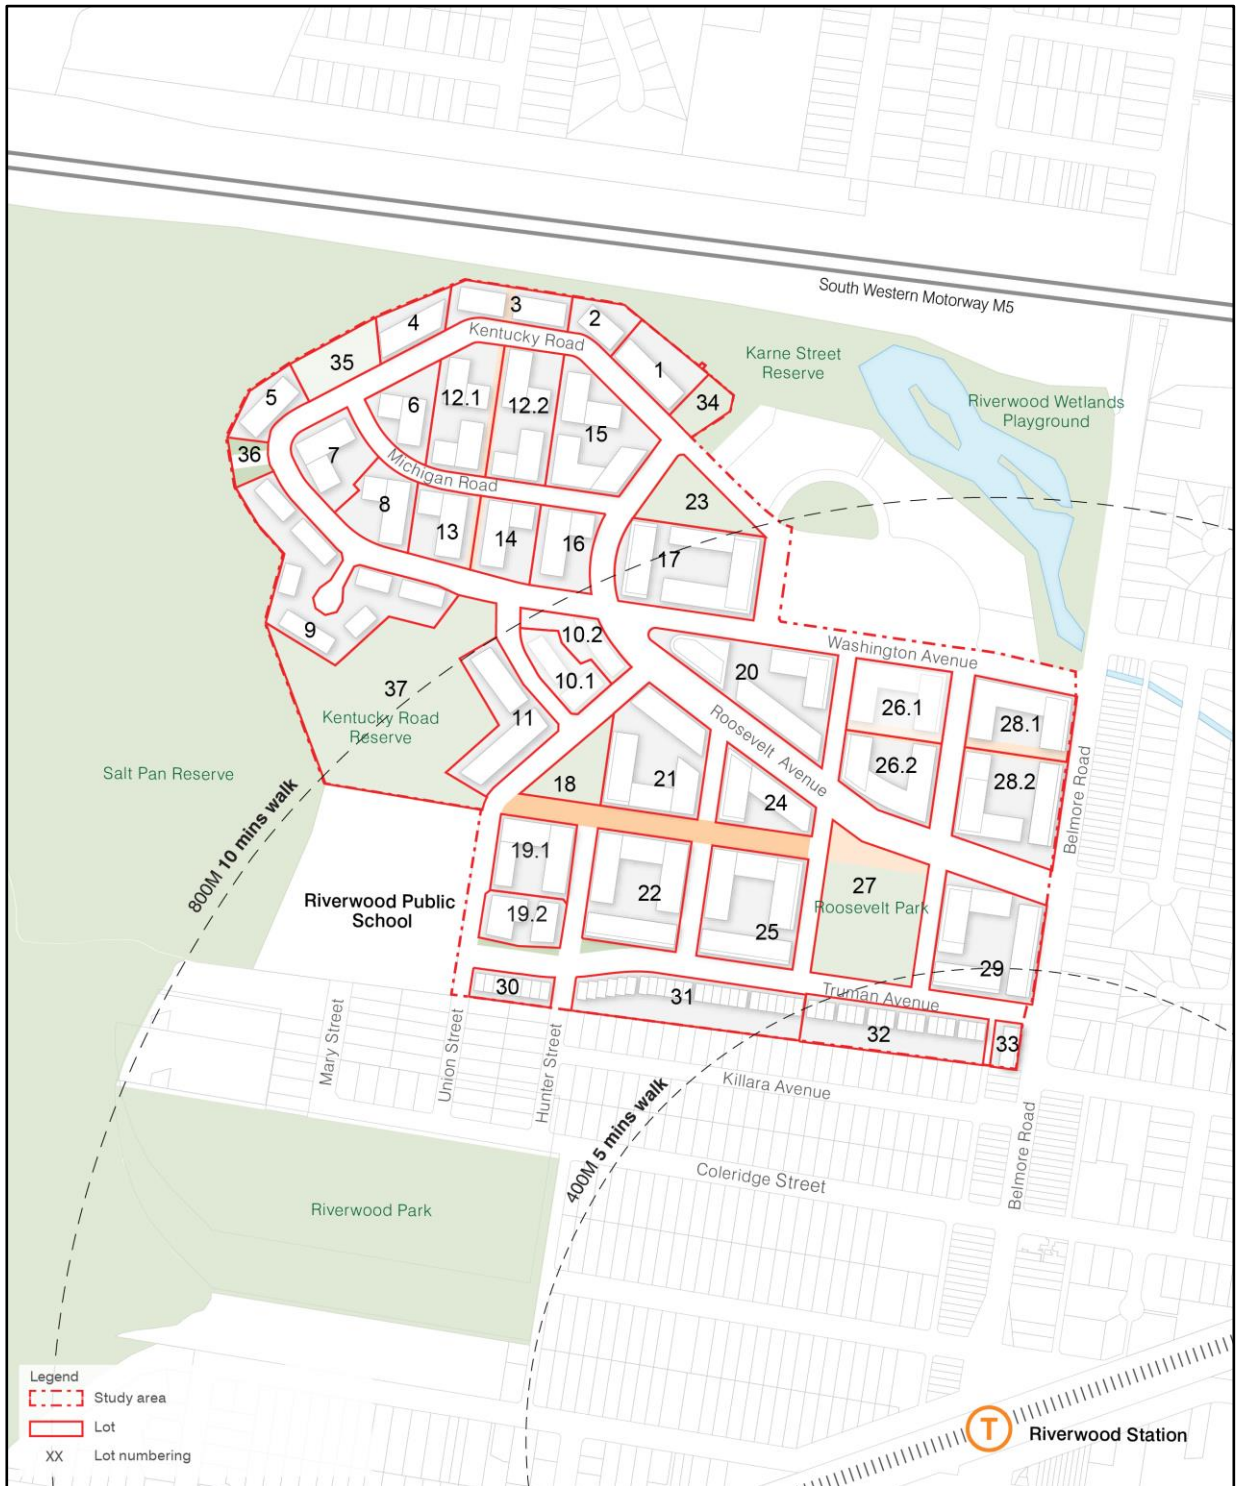 South Western Motorway M5
Karne Street
Reserve
Riverwood Wetlands
Playground
3
2
4
Kentucky Road
35
1
5
6
12.1
12.2
34
15
36
7
Michigan Road
8
13
14
16
23
17
9
10.2
Washington Avenue
37
10.1
20
11
26.1
28.1
Kentucky Road
Reserve
Roosevelt Avenue
Salt Pan Reserve
18
21
24
26.2
28.2
Belmore Road
800M 10 mins walk
19.1
Riverwood Public
School
22
27
Roosevelt Park
19.2
25
29
30
31
Truman Avenue
32
33
Mary Street
Union Street
Hunter Street
Killara Avenue
400M 5 mins walk
Coleridge Street
Belmore Road
Riverwood Park
Legend
Study area
Lot
XX Lot numbering
T
Riverwood Station